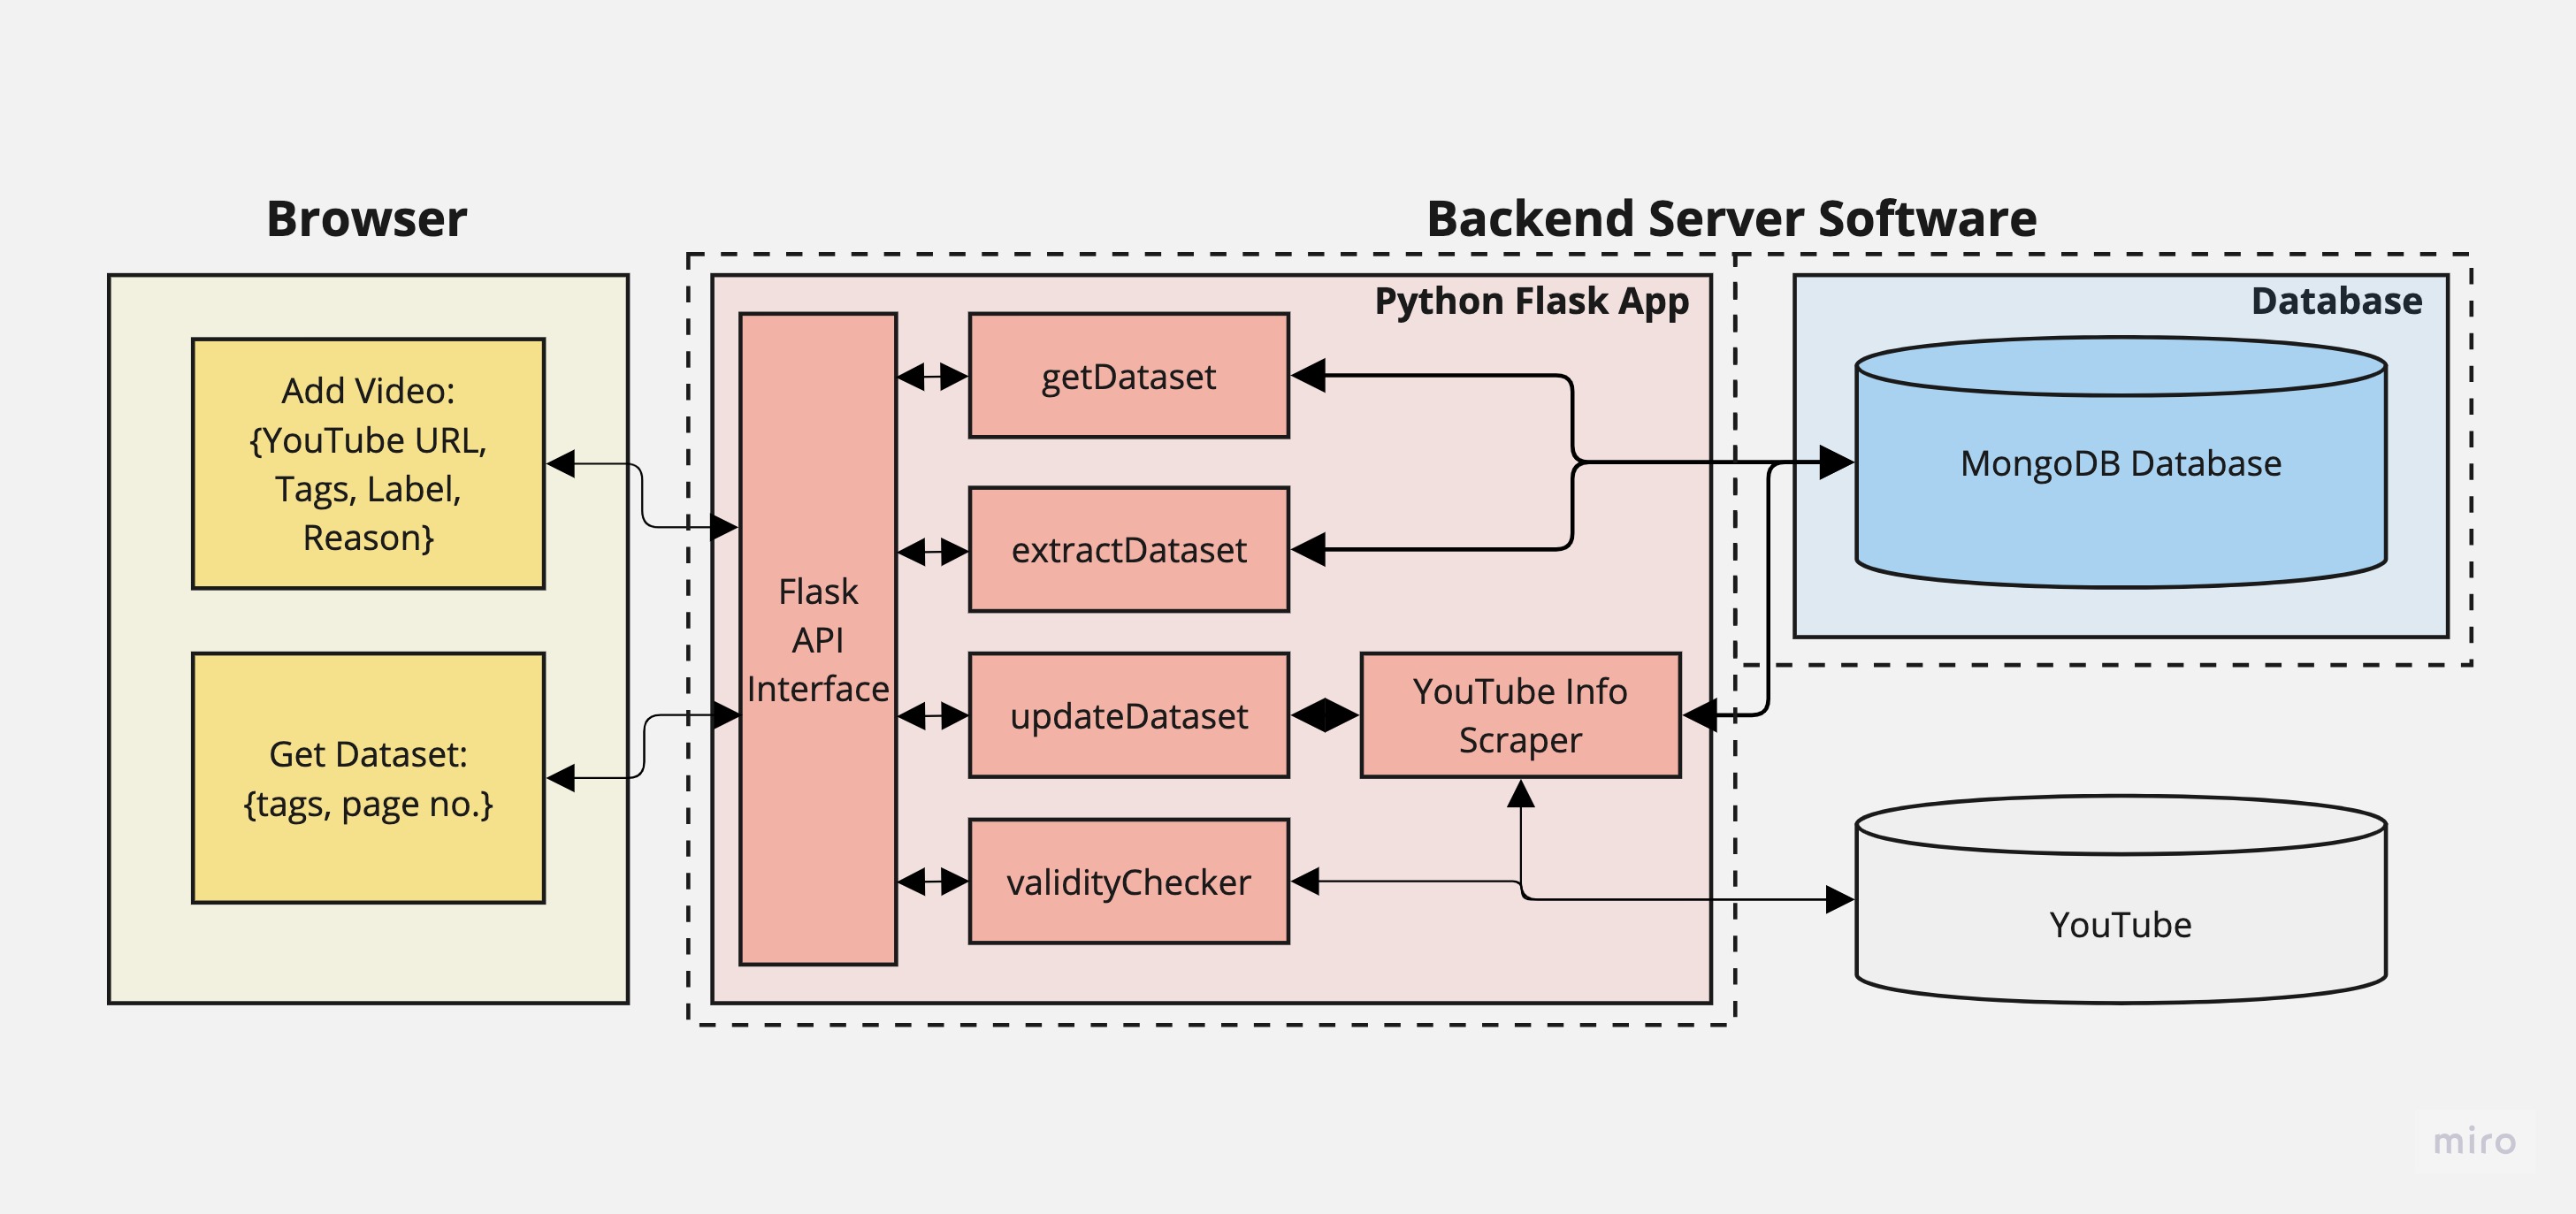 Browser
Backend Server Software
Add Video:
{YouTube URL,
Tags, Label,
Reason}
Get Dataset:
{tags, page no.}
Python Flask App
Flask
API
Interface
getDataset
extractDataset
updateDataset
validityChecker
YouTube Info
Scraper
Database
MongoDB Database
YouTube
miro